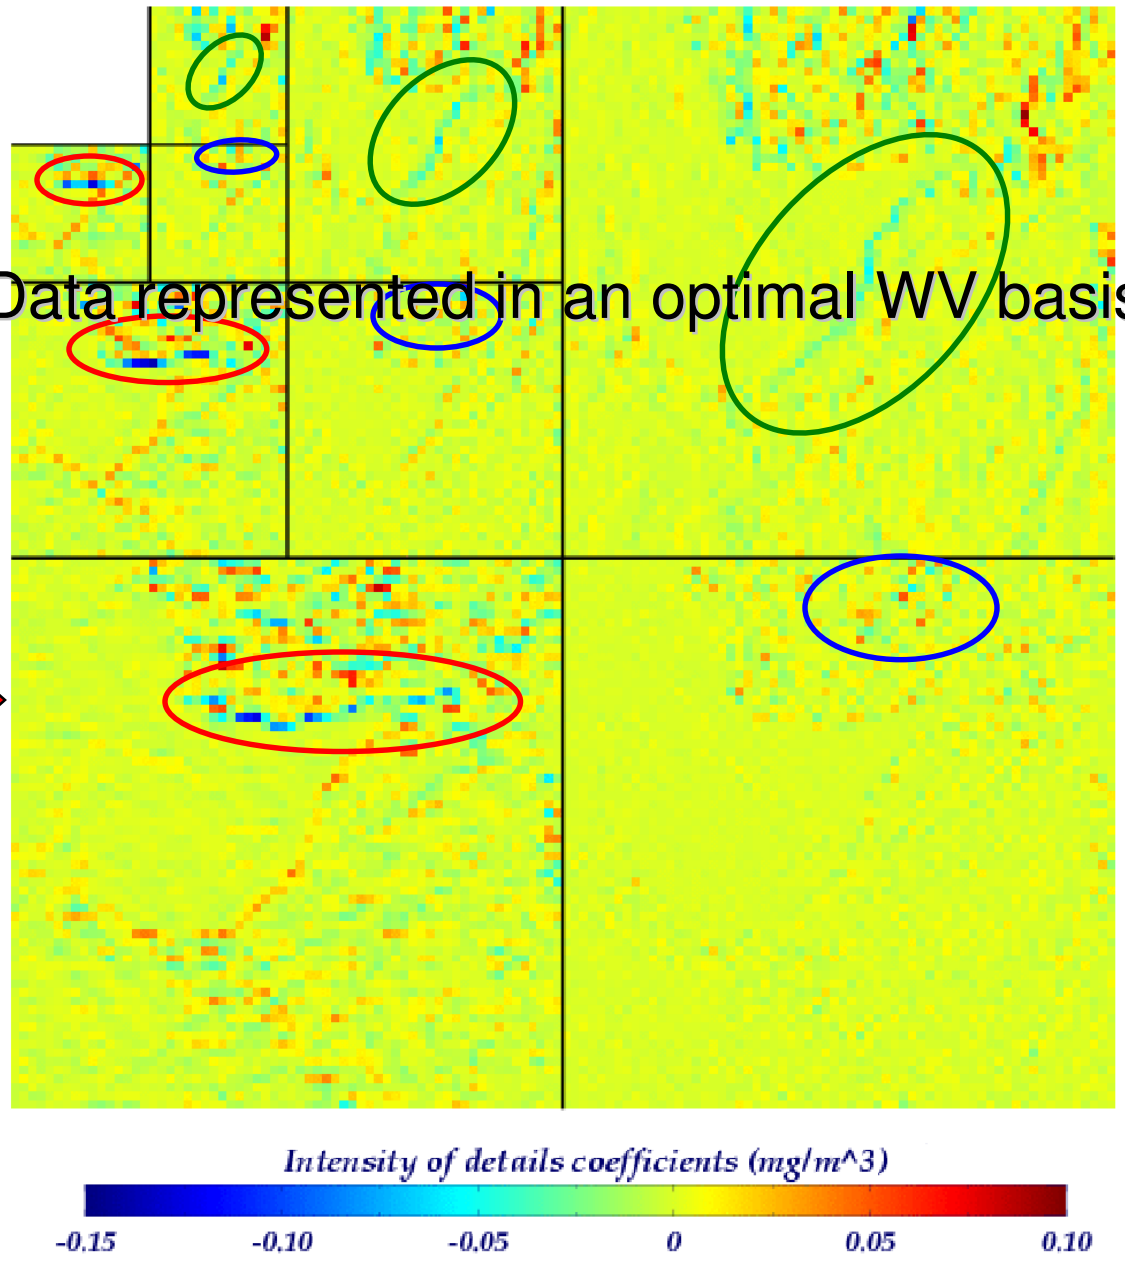 Data represented in an optimal WV basis
Intensity of details coefficients (mg/m^3)
-0.15 -0.10 -0.05 0 0.05 0.10